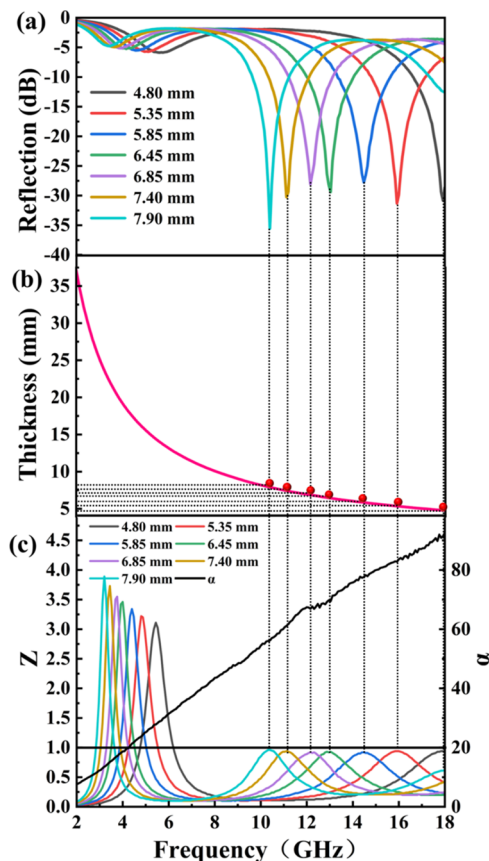 (a)
0
-5
-10
-15
-20
-25
-30
-35
-40
Reflection (dB)
4.80 mm
5.35 mm
5.85 mm
6.45 mm
6.85 mm
7.40 mm
7.90 mm
(b)
35
30
25
20
15
10
5
Thickness (mm)
(c)
4.80 mm 5.35 mm
5.85 mm 6.45 mm
6.85 mm 7.40 mm
7.90 mm α
4.5
4.0
3.5
3.0
2.5
2.0
1.5
1.0
0.5
0.0
Z
80
60
40
20
0
α
2 4 6 8 10 12 14 16 18
Frequency（GHz）